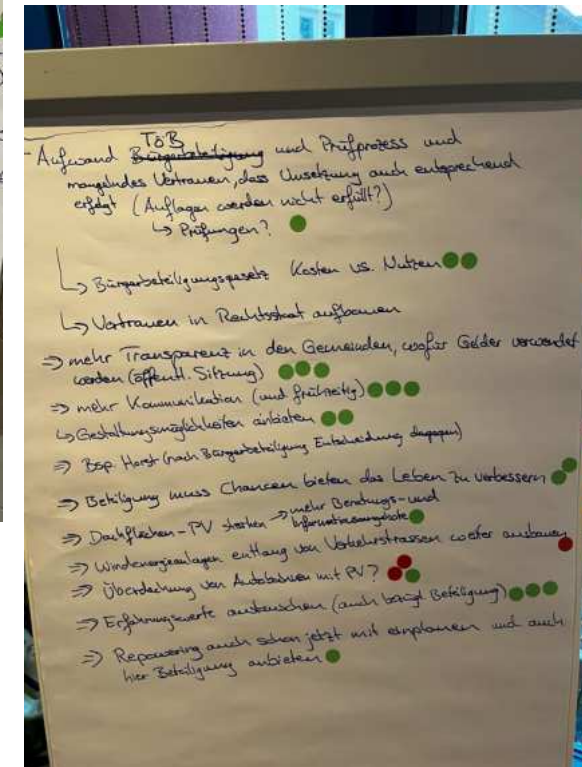 TöB
- Aufwand Bürgerbeteiligung und Prüfprozess und
mangelndes Vertrauen, dass Umsetzung auch entsprechend
erfolgt (Auflagen werden nicht erfüllt?)
↳ Prüfungen?
↳ Bürgerbeteiligungsgesetz Kosten vs. Nutzen
↳ Vertrauen in Rechtsstaat aufbauen
⇒ mehr Transparenz in den Gemeinden, wofür Gelder verwendet
werden (öffentl. Sitzung)
⇒ mehr Kommunikation (und frühzeitig)
↳ Gestaltungsmöglichkeiten anbieten
⇒ Bsp. Horst (nach Bürgerbeteiligung Entscheidung dagegen)
⇒ Beteiligung muss Chancen bieten das Leben zu verbessern
⇒ Dachflächen-PV stärken → mehr Beratungs- und
Informationsangebote
⇒ Windenergieanlagen entlang von Verkehrstrassen weiter ausbauen
⇒ Überdachung von Autobahnen mit PV?
⇒ Erfahrungswerte austauschen (auch bezügl. Beteiligung)
⇒ Repowering auch schon jetzt mit einplanen und auch
hier Beteiligung anbieten